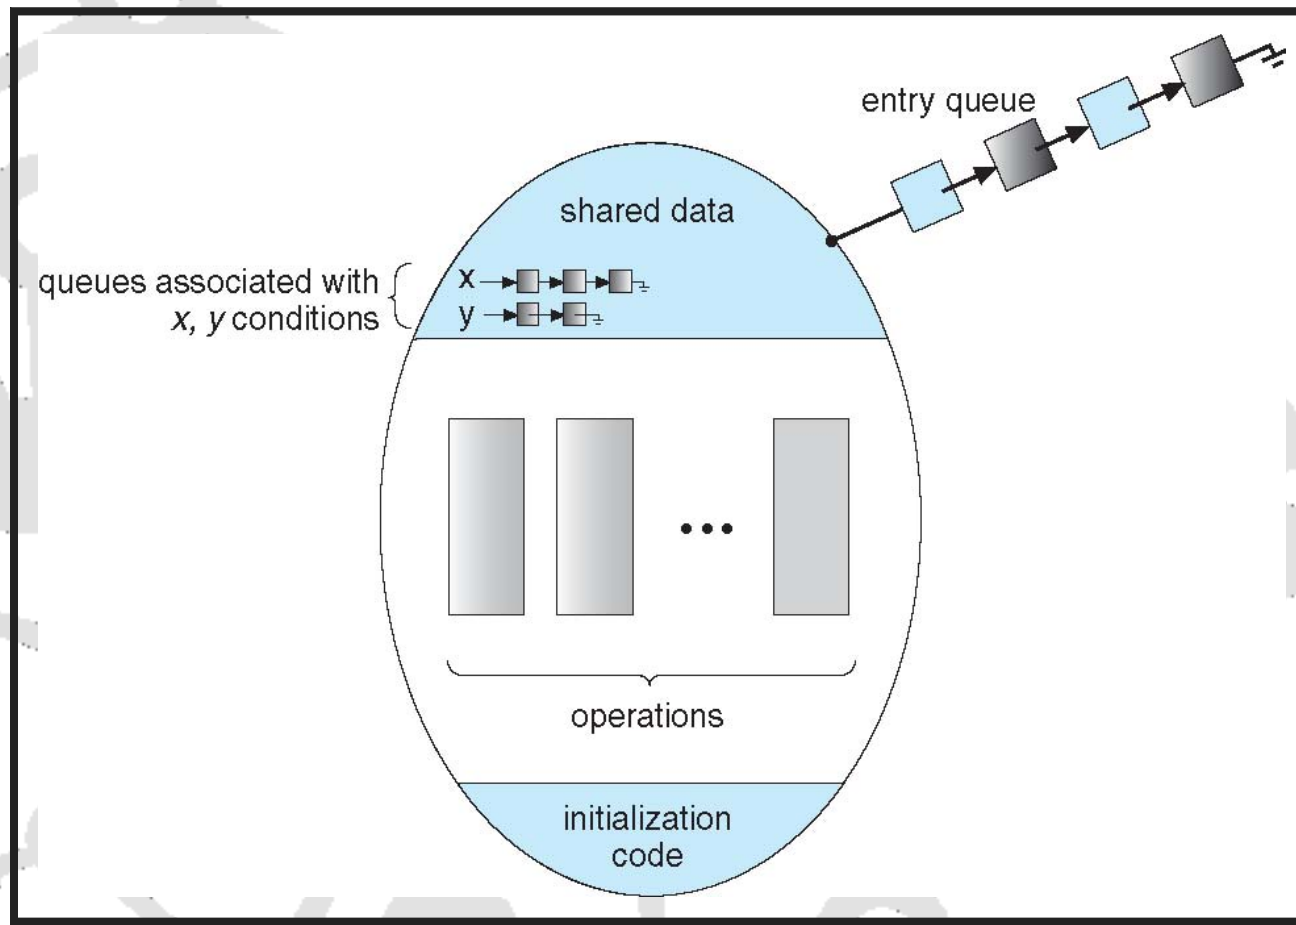 entry queue
shared data
queues associated with
x, y conditions
x
y
operations
initialization
code